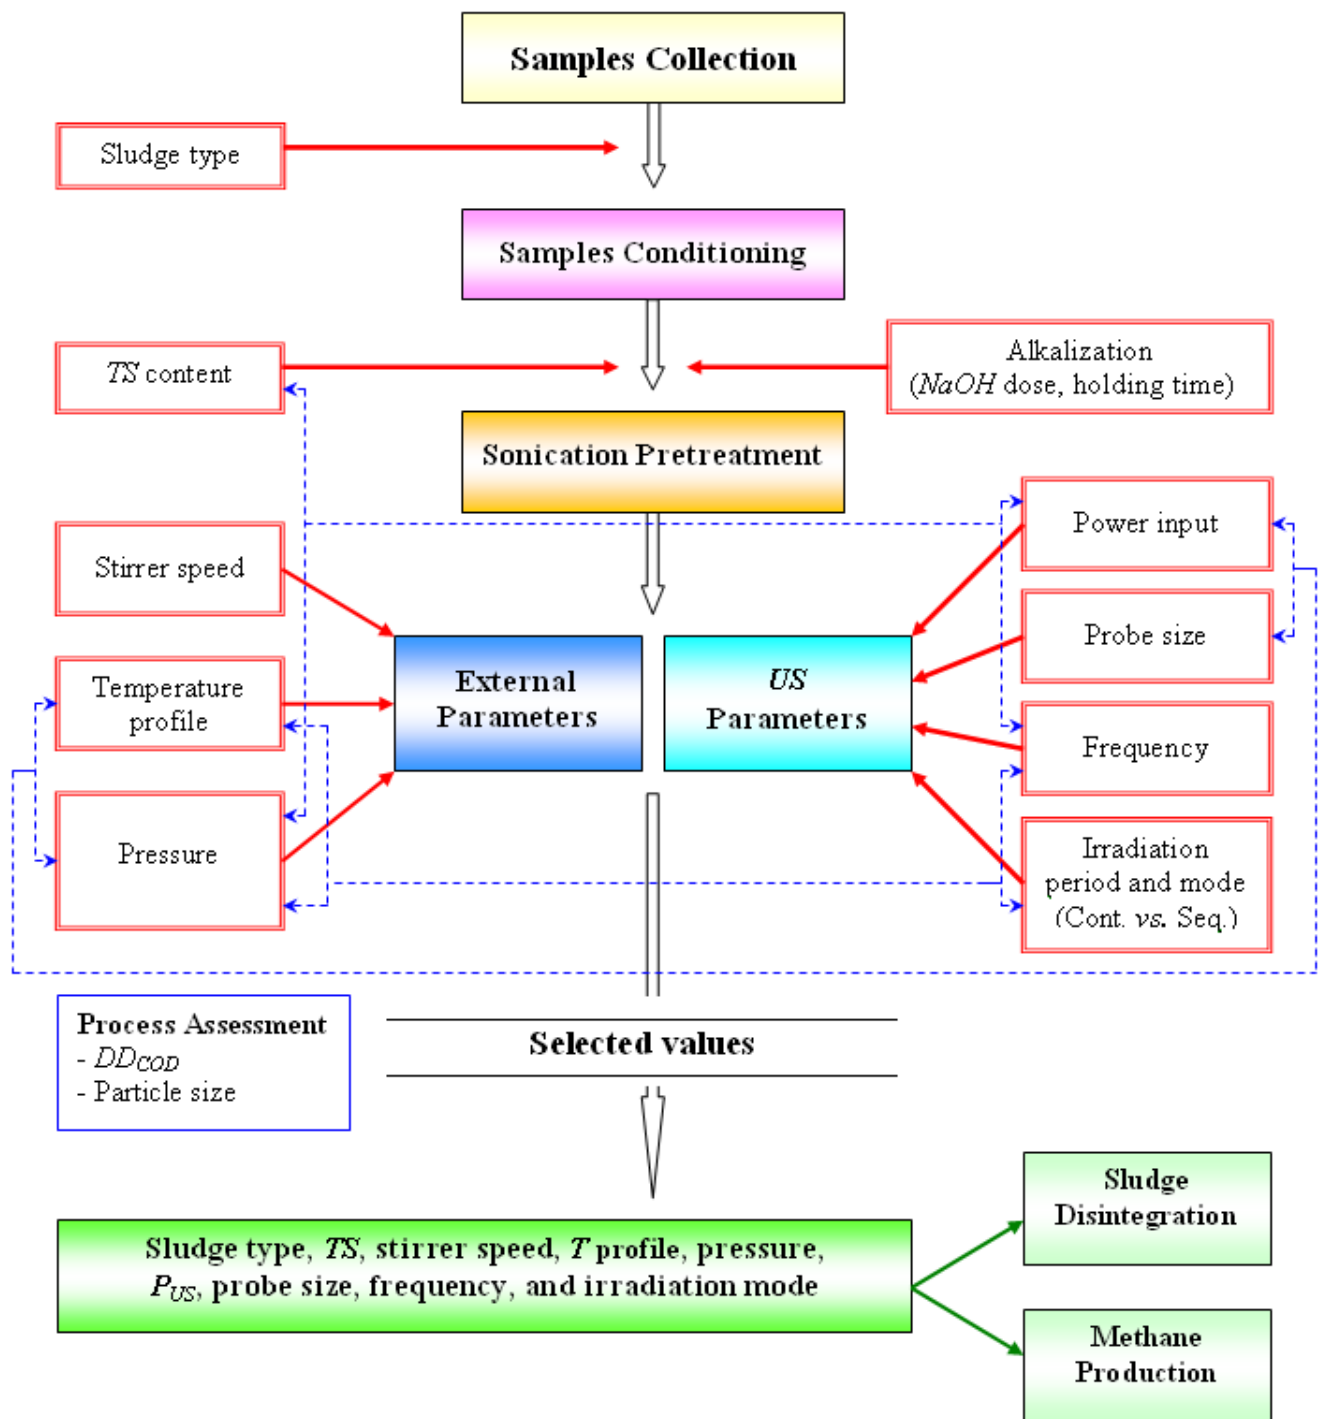 Samples Collection
Sludge type
Samples Conditioning
TS content
Alkalization
(NaOH dose, holding time)
Sonication Pretreatment
Power input
Stirrer speed
Probe size
External
Parameters
US
Parameters
Temperature
profile
Frequency
Pressure
Irradiation
period and mode
(Cont. vs. Seq.)
Process Assessment
- DDCOD
- Particle size
Selected values
Sludge
Disintegration
Sludge type, TS, stirrer speed, T profile, pressure,
PUS, probe size, frequency, and irradiation mode
Methane
Production